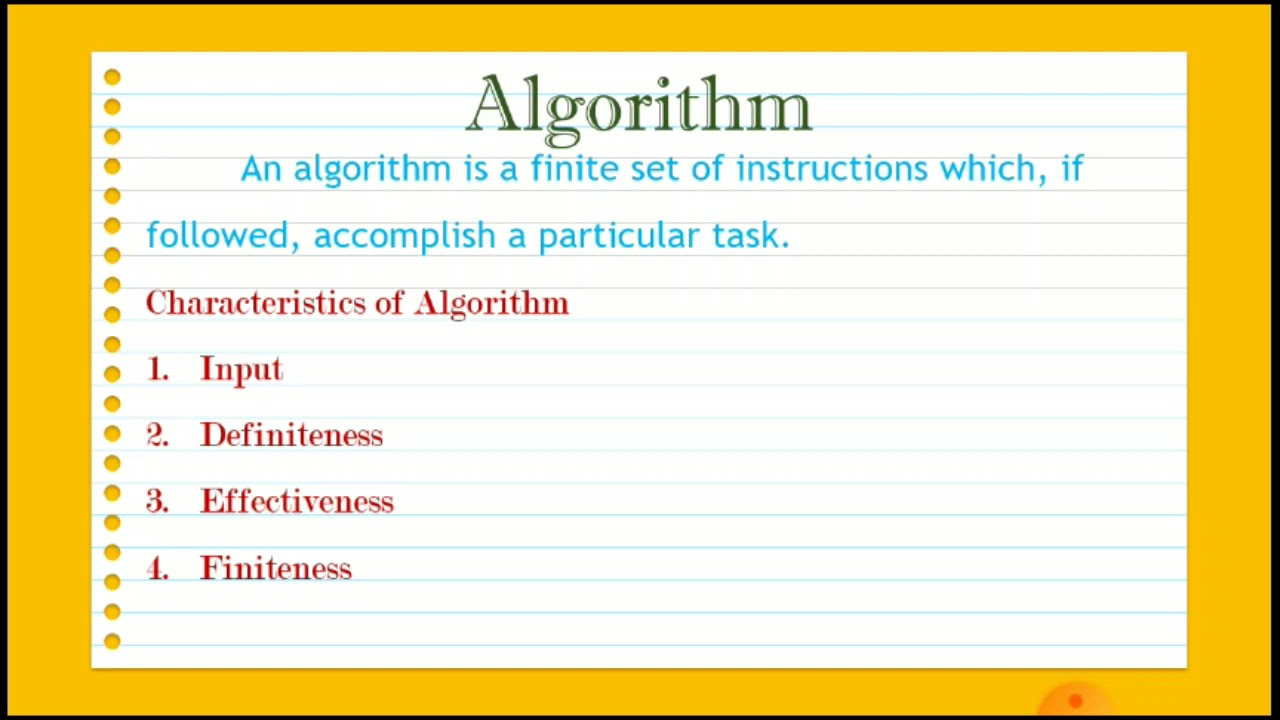 Algorithm
An algorithm is a finite set of instructions which, if
followed, accomplish a particular task.
Characteristics of Algorithm
1. Input
2. Definiteness
3. Effectiveness
4. Finiteness